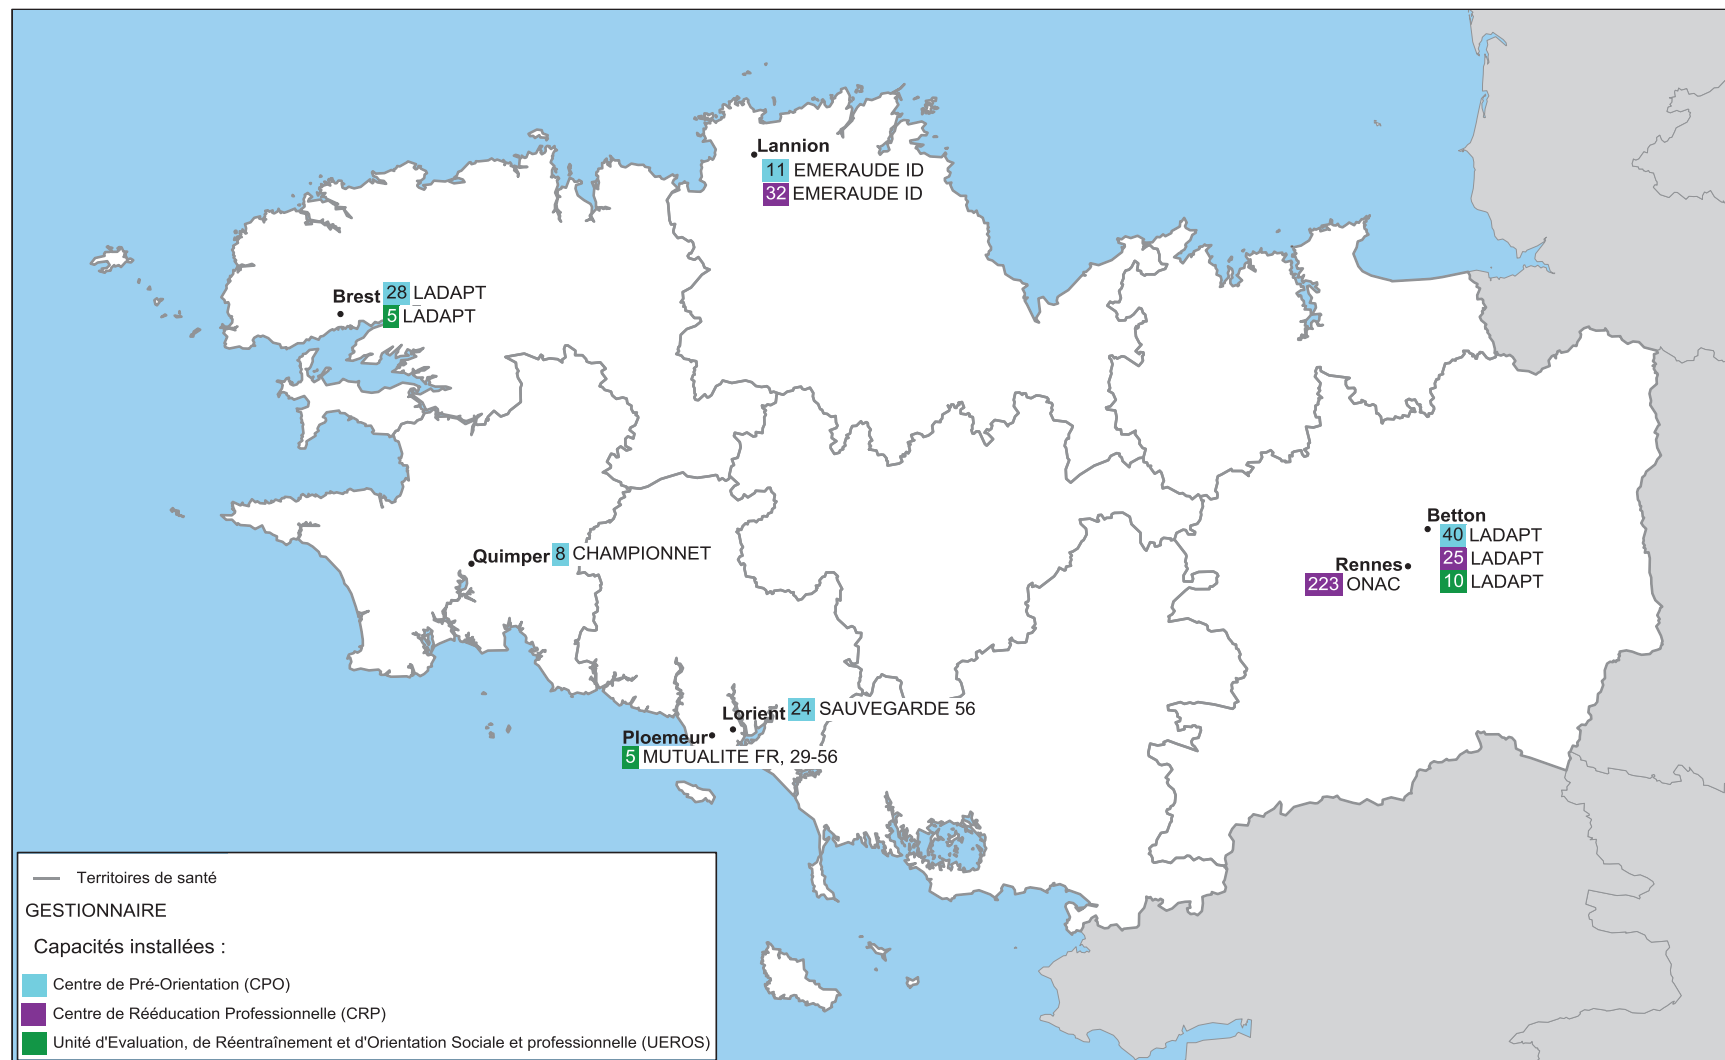 Lannion
11 EMERAUDE ID
32 EMERAUDE ID
Brest 28 LADAPT
5 LADAPT
Betton
40 LADAPT
25 LADAPT
10 LADAPT
Rennes
223 ONAC
Quimper 8 CHAMPIONNET
Lorient 24 SAUVEGARDE 56
Ploemeur
5 MUTUALITE FR, 29-56
Territoires de santé
GESTIONNAIRE
Capacités installées :
Centre de Pré-Orientation (CPO)
Centre de Rééducation Professionnelle (CRP)
Unité d'Evaluation, de Réentraînement et d'Orientation Sociale et professionnelle (UEROS)